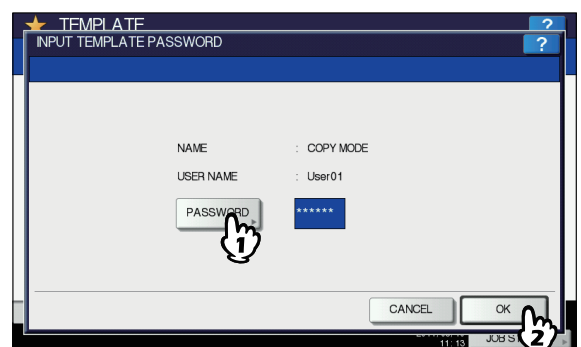 TEMPLATE
?
INPUT TEMPLATE PASSWORD
?
NAME : COPY MODE
USER NAME : User01
PASSWORD ******
1
CANCEL OK
2
11:13 JOB